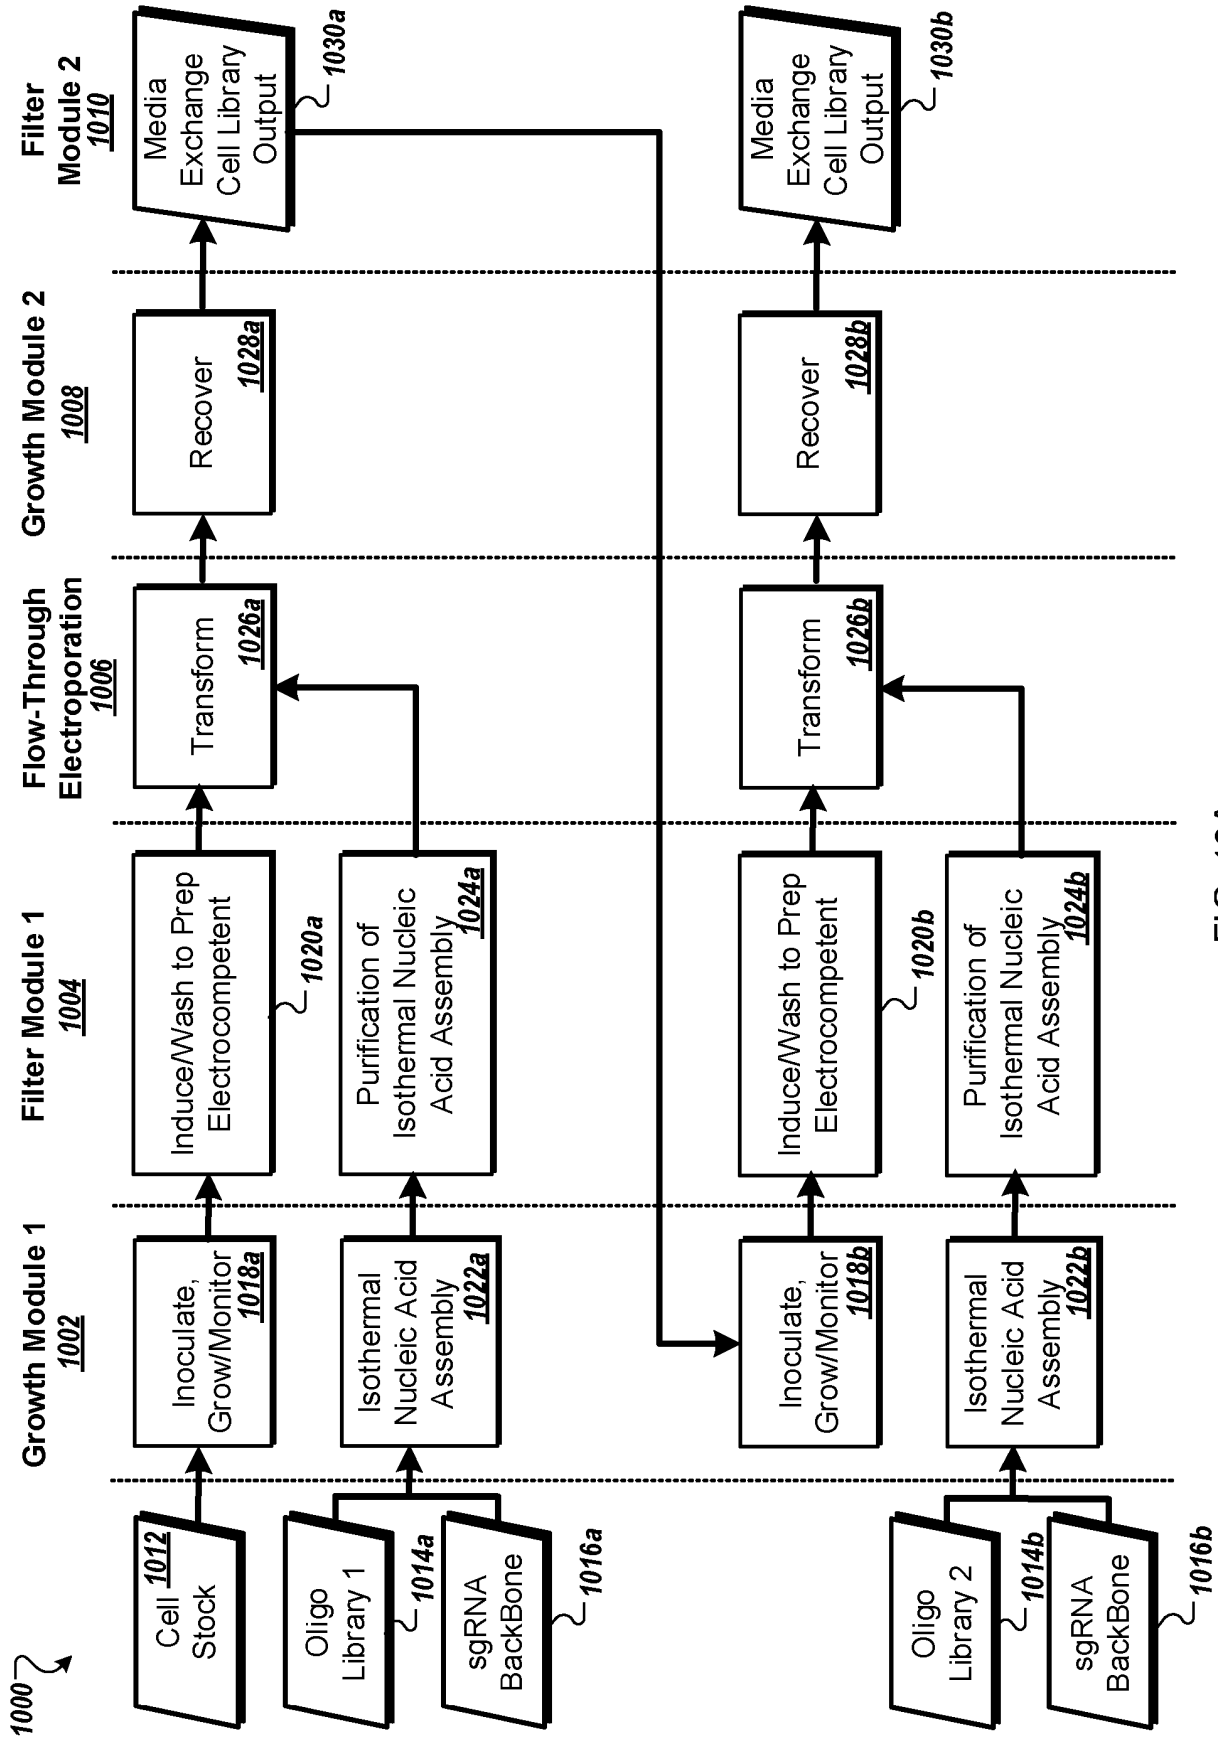 1000
Growth Module 1
1002
Filter Module 1
1004
Flow-Through
Electroporation
1006
Growth Module 2
1008
Filter
Module 2
1010
Cell
Stock
1012
Inoculate,
Grow/Monitor
1018a
Induce/Wash to Prep
Electrocompetent
1020a
Transform
1026a
Recover
1028a
Media
Exchange
Cell Library
Output
1030a
Oligo
Library 1
1014a
sgRNA
BackBone
1016a
Isothermal
Nucleic Acid
Assembly
1022a
Purification of
Isothermal Nucleic
Acid Assembly
1024a
Inoculate,
Grow/Monitor
1018b
Induce/Wash to Prep
Electrocompetent
1020b
Transform
1026b
Recover
1028b
Media
Exchange
Cell Library
Output
1030b
Oligo
Library 2
1014b
sgRNA
BackBone
1016b
Isothermal
Nucleic Acid
Assembly
1022b
Purification of
Isothermal Nucleic
Acid Assembly
1024b